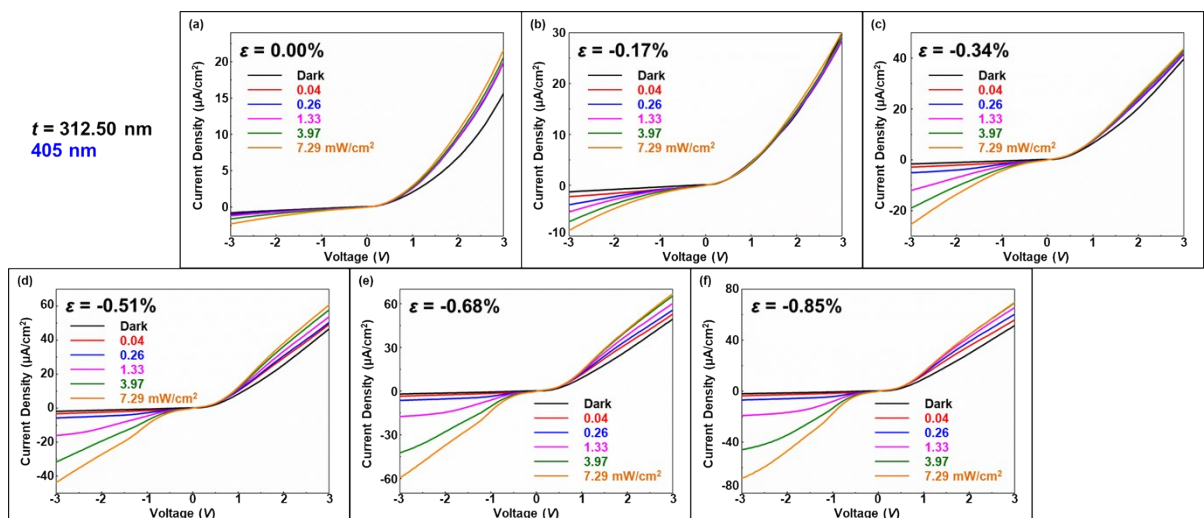 t = 312.50 nm
405 nm
(a)
ε = 0.00%
Dark
0.04
0.26
1.33
3.97
7.29 mW/cm²
Current Density (µA/cm²)
20
15
10
5
0
-3 -2 -1 0 1 2 3
Voltage (V)
(b)
ε = -0.17%
Dark
0.04
0.26
1.33
3.97
7.29 mW/cm²
Current Density (µA/cm²)
30
20
10
0
-10
-3 -2 -1 0 1 2 3
Voltage (V)
(c)
ε = -0.34%
Dark
0.04
0.26
1.33
3.97
7.29 mW/cm²
Current Density (µA/cm²)
40
20
0
-20
-3 -2 -1 0 1 2 3
Voltage (V)
(d)
ε = -0.51%
Dark
0.04
0.26
1.33
3.97
7.29 mW/cm²
Current Density (µA/cm²)
60
40
20
0
-20
-40
-3 -2 -1 0 1 2 3
Voltage (V)
(e)
ε = -0.68%
Dark
0.04
0.26
1.33
3.97
7.29 mW/cm²
Current Density (µA/cm²)
60
30
0
-30
-60
-3 -2 -1 0 1 2 3
Voltage (V)
(f)
ε = -0.85%
Dark
0.04
0.26
1.33
3.97
7.29 mW/cm²
Current Density (µA/cm²)
80
40
0
-40
-80
-3 -2 -1 0 1 2 3
Voltage (V)